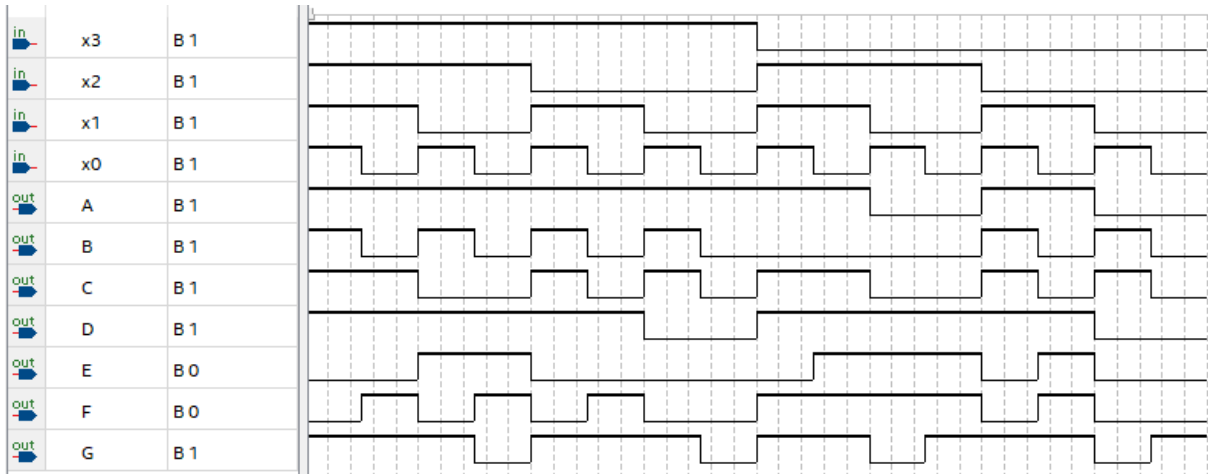 in x3 B 1
in x2 B 1
in x1 B 1
in x0 B 1
out A B 1
out B B 1
out C B 1
out D B 1
out E B 0
out F B 0
out G B 1